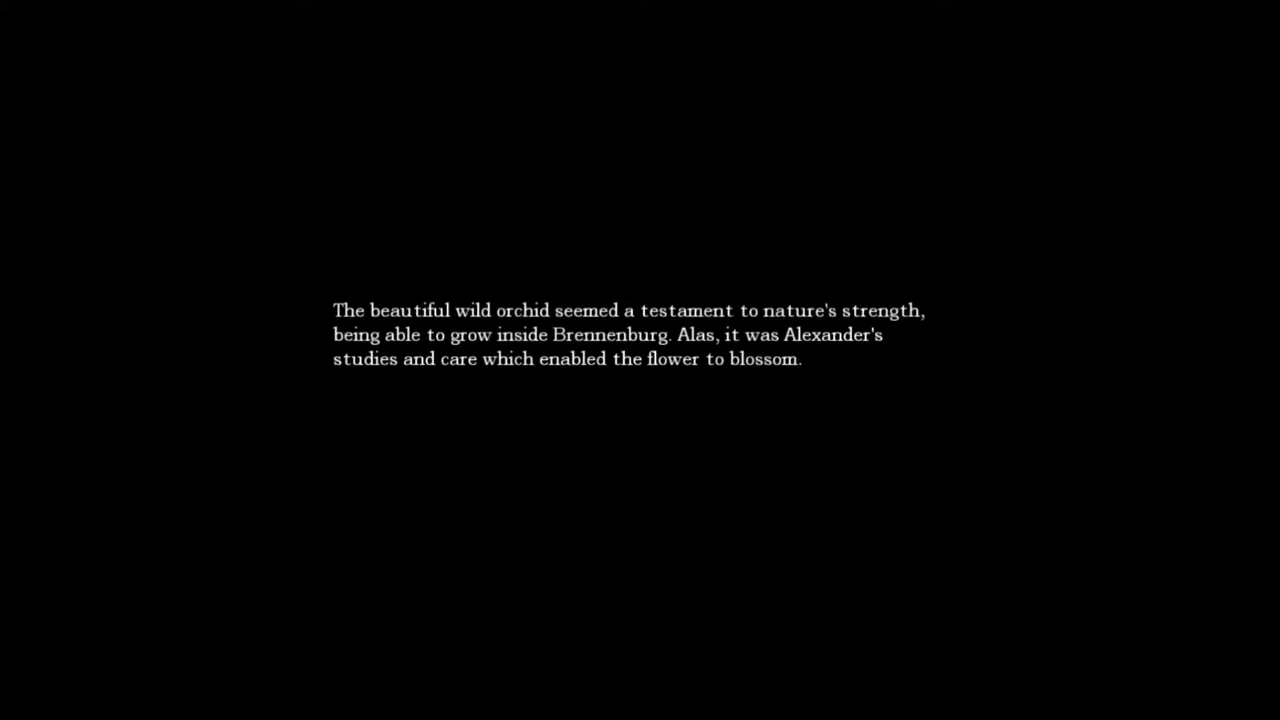 The beautiful wild orchid seemed a testament to nature's strength,
being able to grow inside Brennenburg. Alas, it was Alexander's
studies and care which enabled the flower to blossom.